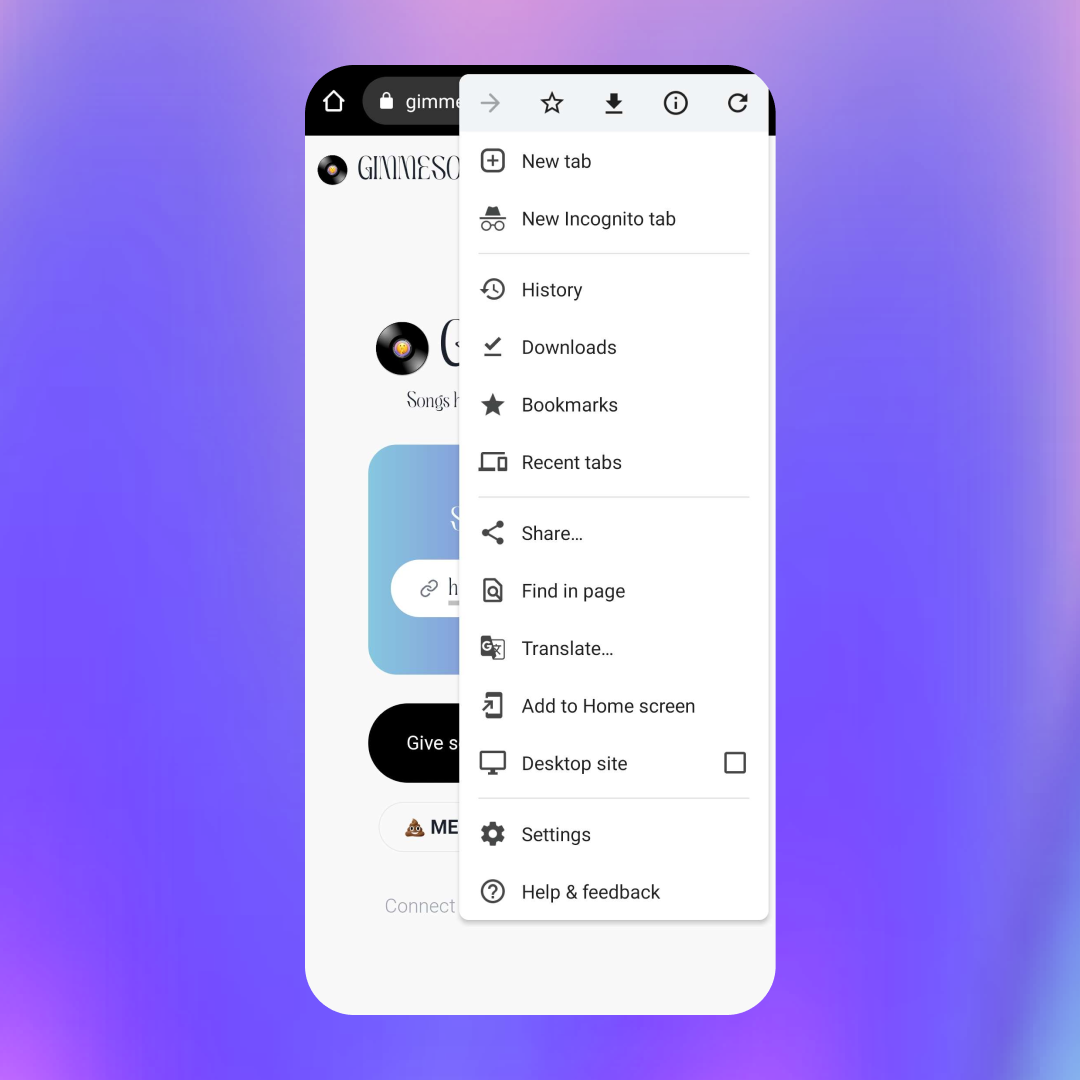 gimme
GIMMESO
New tab
New Incognito tab
History
Songs
Downloads
Bookmarks
Recent tabs
Share...
Find in page
Translate...
Add to Home screen
Give s
Desktop site
ME
Settings
Connect
Help & feedback